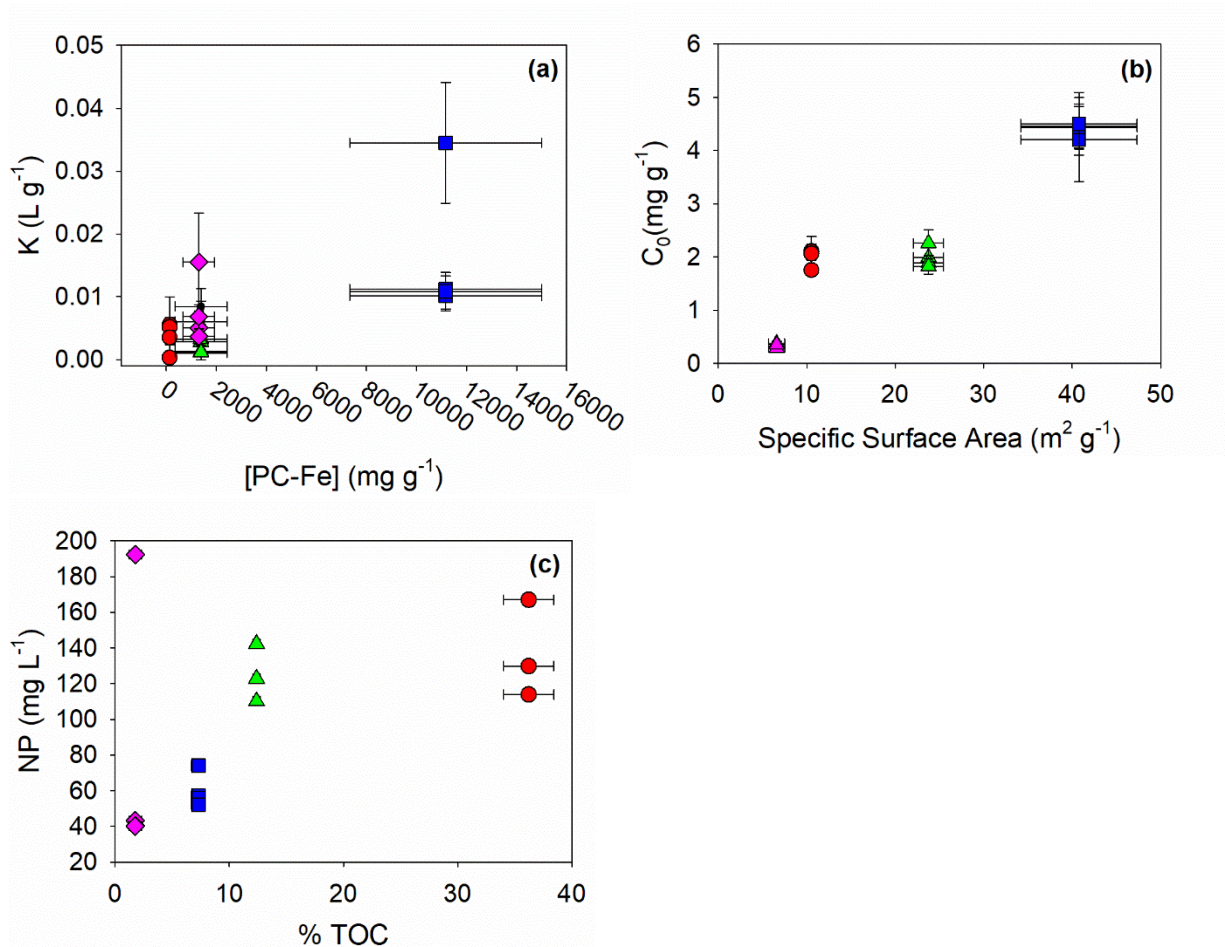 (a)
0.05
0.04
0.03
0.02
0.01
0.00
K (L g⁻¹)
0 2000 4000 6000 8000 10000 12000 14000 16000
[PC-Fe] (mg g⁻¹)
(b)
6
5
4
3
2
1
0
C₀(mg g⁻¹)
0 10 20 30 40 50
Specific Surface Area (m² g⁻¹)
(c)
200
180
160
140
120
100
80
60
40
20
NP (mg L⁻¹)
0 10 20 30 40
% TOC